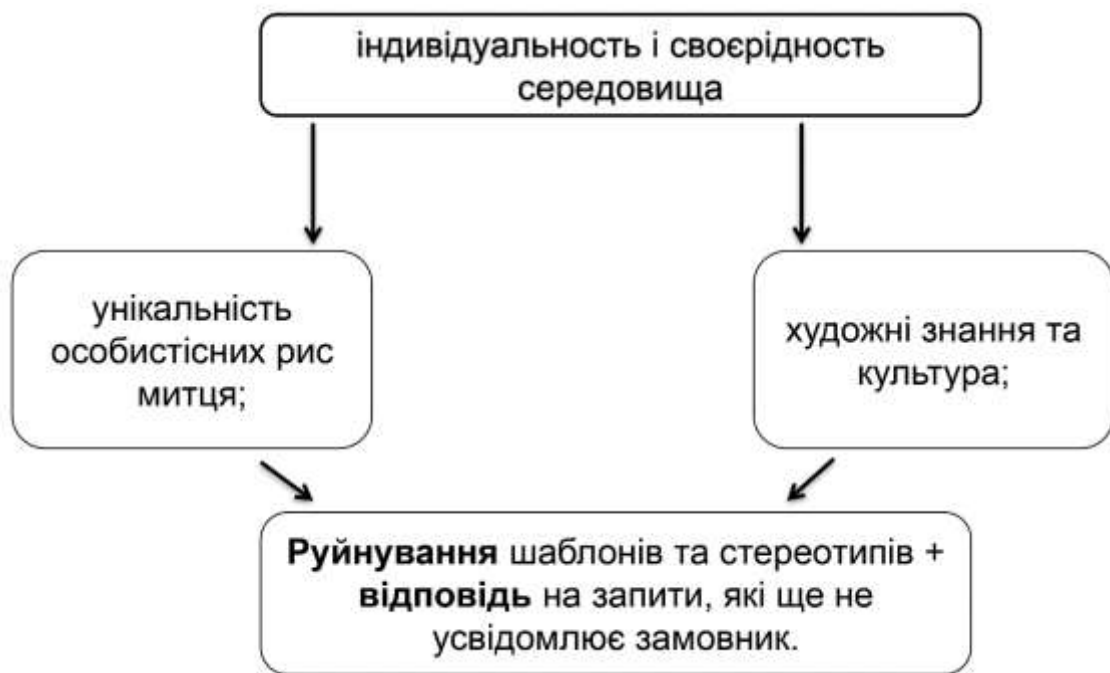 індивідуальность і своєрідность
середовища
унікальність
особистісних рис
митця;
художні знання та
культура;
Руйнування шаблонів та стереотипів +
відповідь на запити, які ще не
усвідомлює замовник.